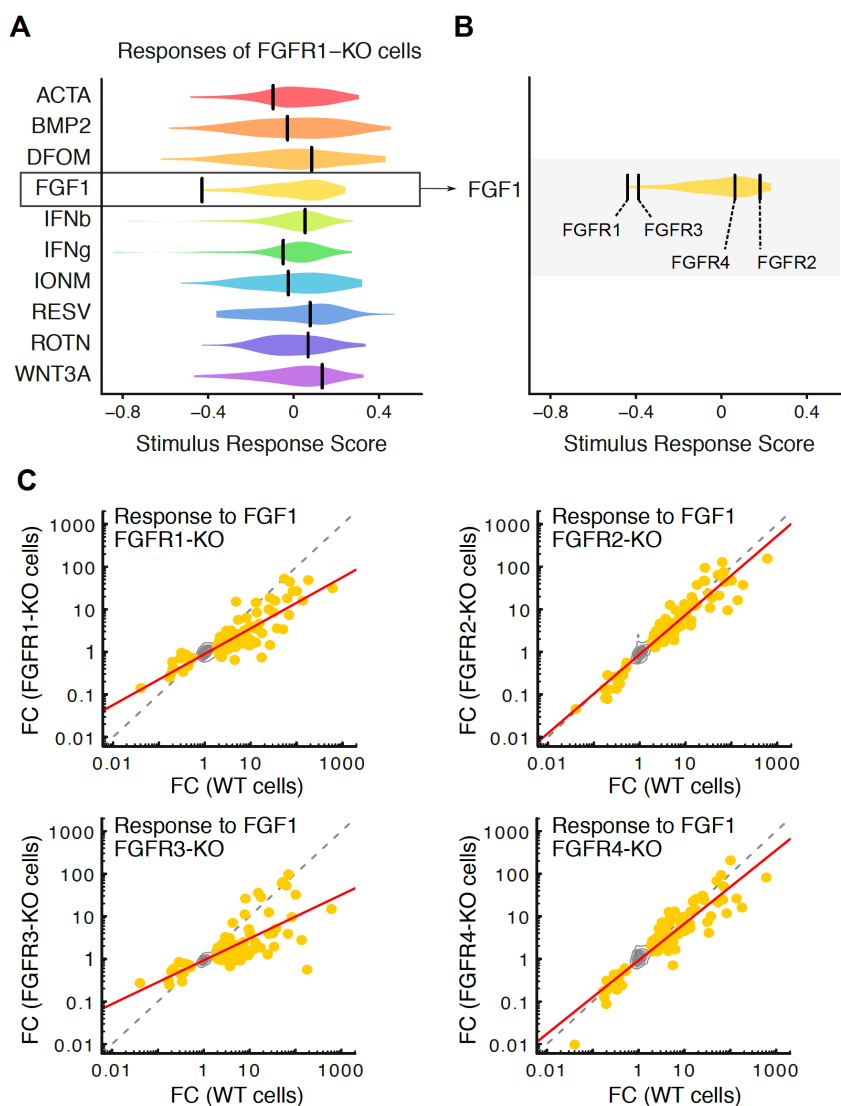 A
Responses of FGFR1−KO cells
ACTA
BMP2
DFOM
FGF1
IFNb
IFNg
IONM
RESV
ROTN
WNT3A
−0.8 −0.4 0 0.4
Stimulus Response Score
B
FGF1
FGFR1 FGFR3
FGFR4 FGFR2
−0.8 −0.4 0 0.4
Stimulus Response Score
C
Response to FGF1
FGFR1-KO
FC (FGFR1-KO cells)
1000
100
10
1
0.1
0.01
0.01 1 10 1000
FC (WT cells)
Response to FGF1
FGFR2-KO
FC (FGFR2-KO cells)
1000
100
10
1
0.1
0.01
0.01 1 10 1000
FC (WT cells)
Response to FGF1
FGFR3-KO
FC (FGFR3-KO cells)
1000
100
10
1
0.1
0.01
0.01 1 10 1000
FC (WT cells)
Response to FGF1
FGFR4-KO
FC (FGFR4-KO cells)
1000
100
10
1
0.1
0.01
0.01 1 10 1000
FC (WT cells)